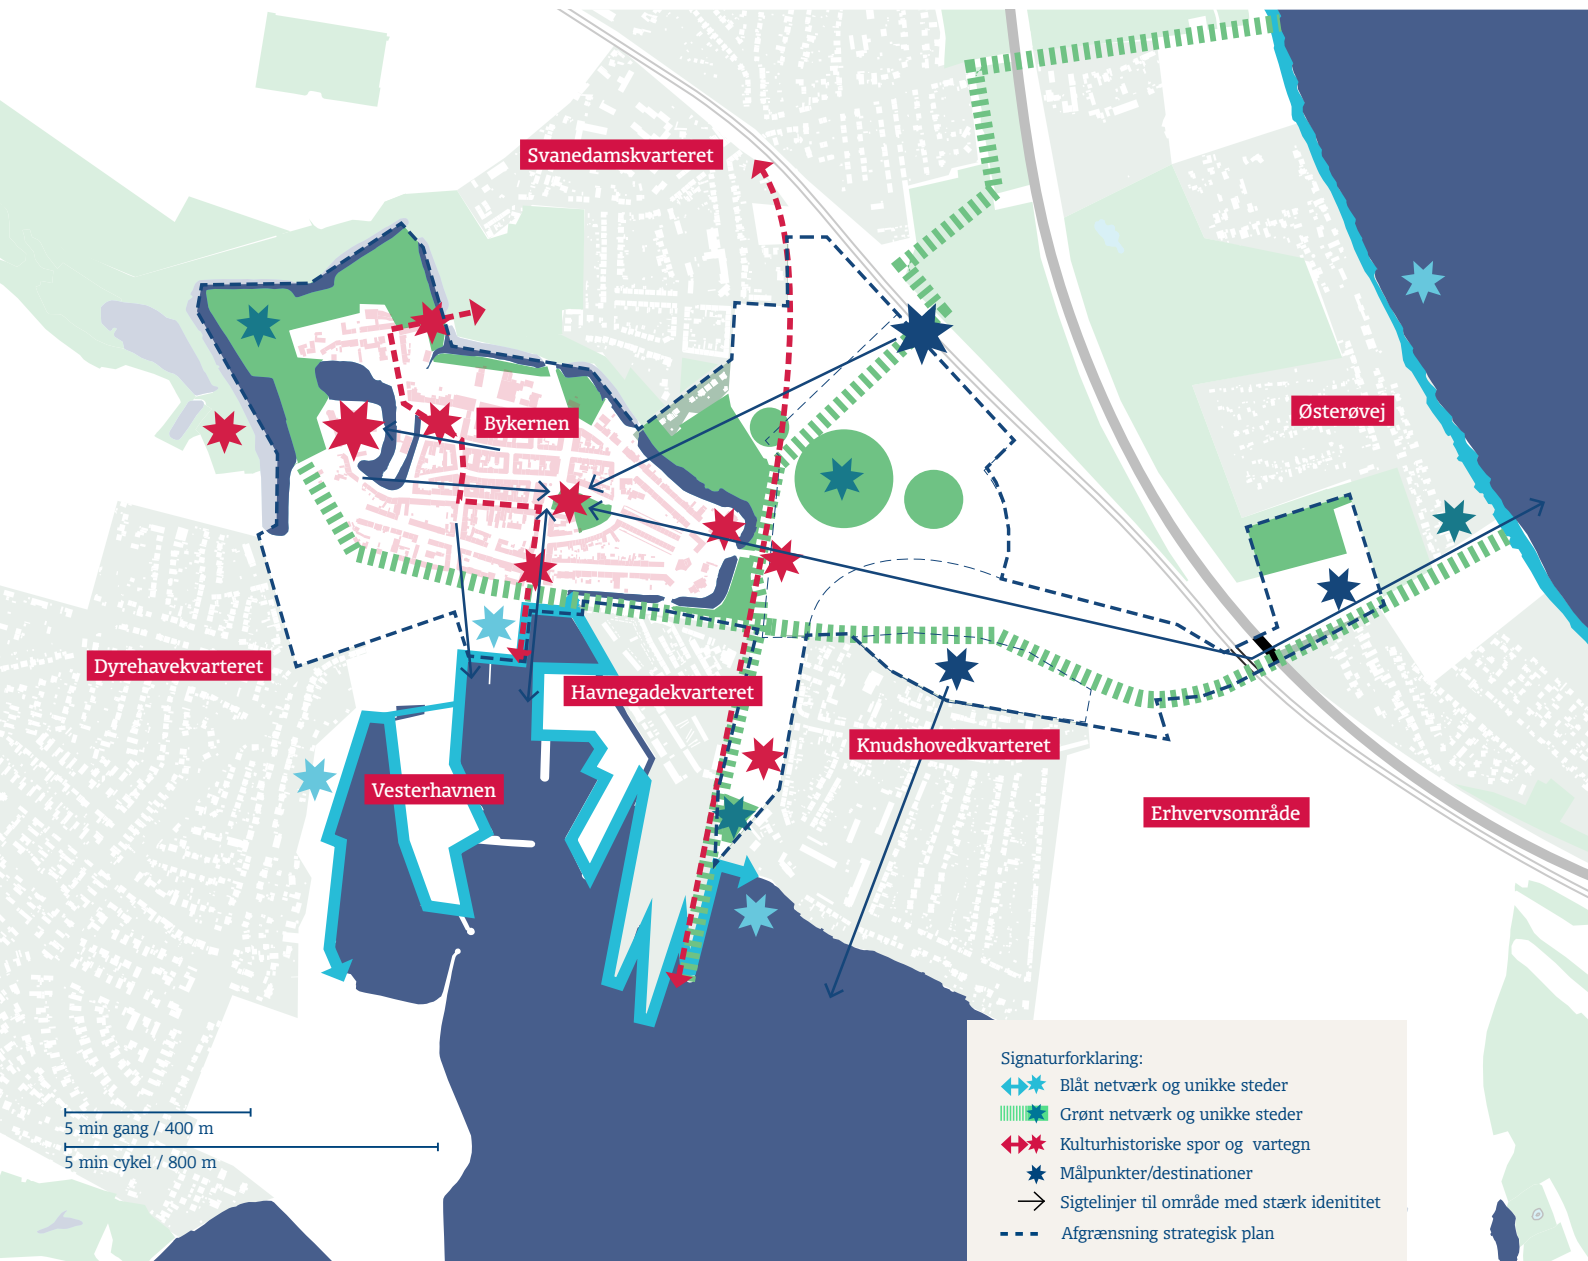 Svanedamskvarteret
Østerøvej
Bykernen
Dyrehavekvarteret
Havnegadekvarteret
Knudshovedkvarteret
Vesterhavnen
Erhvervsområde
Signaturforklaring:
Blåt netværk og unikke steder
Grønt netværk og unikke steder
Kulturhistoriske spor og vartegn
Målpunkter/destinationer
Sigtelinjer til område med stærk idenititet
Afgrænsning strategisk plan
5 min gang / 400 m
5 min cykel / 800 m